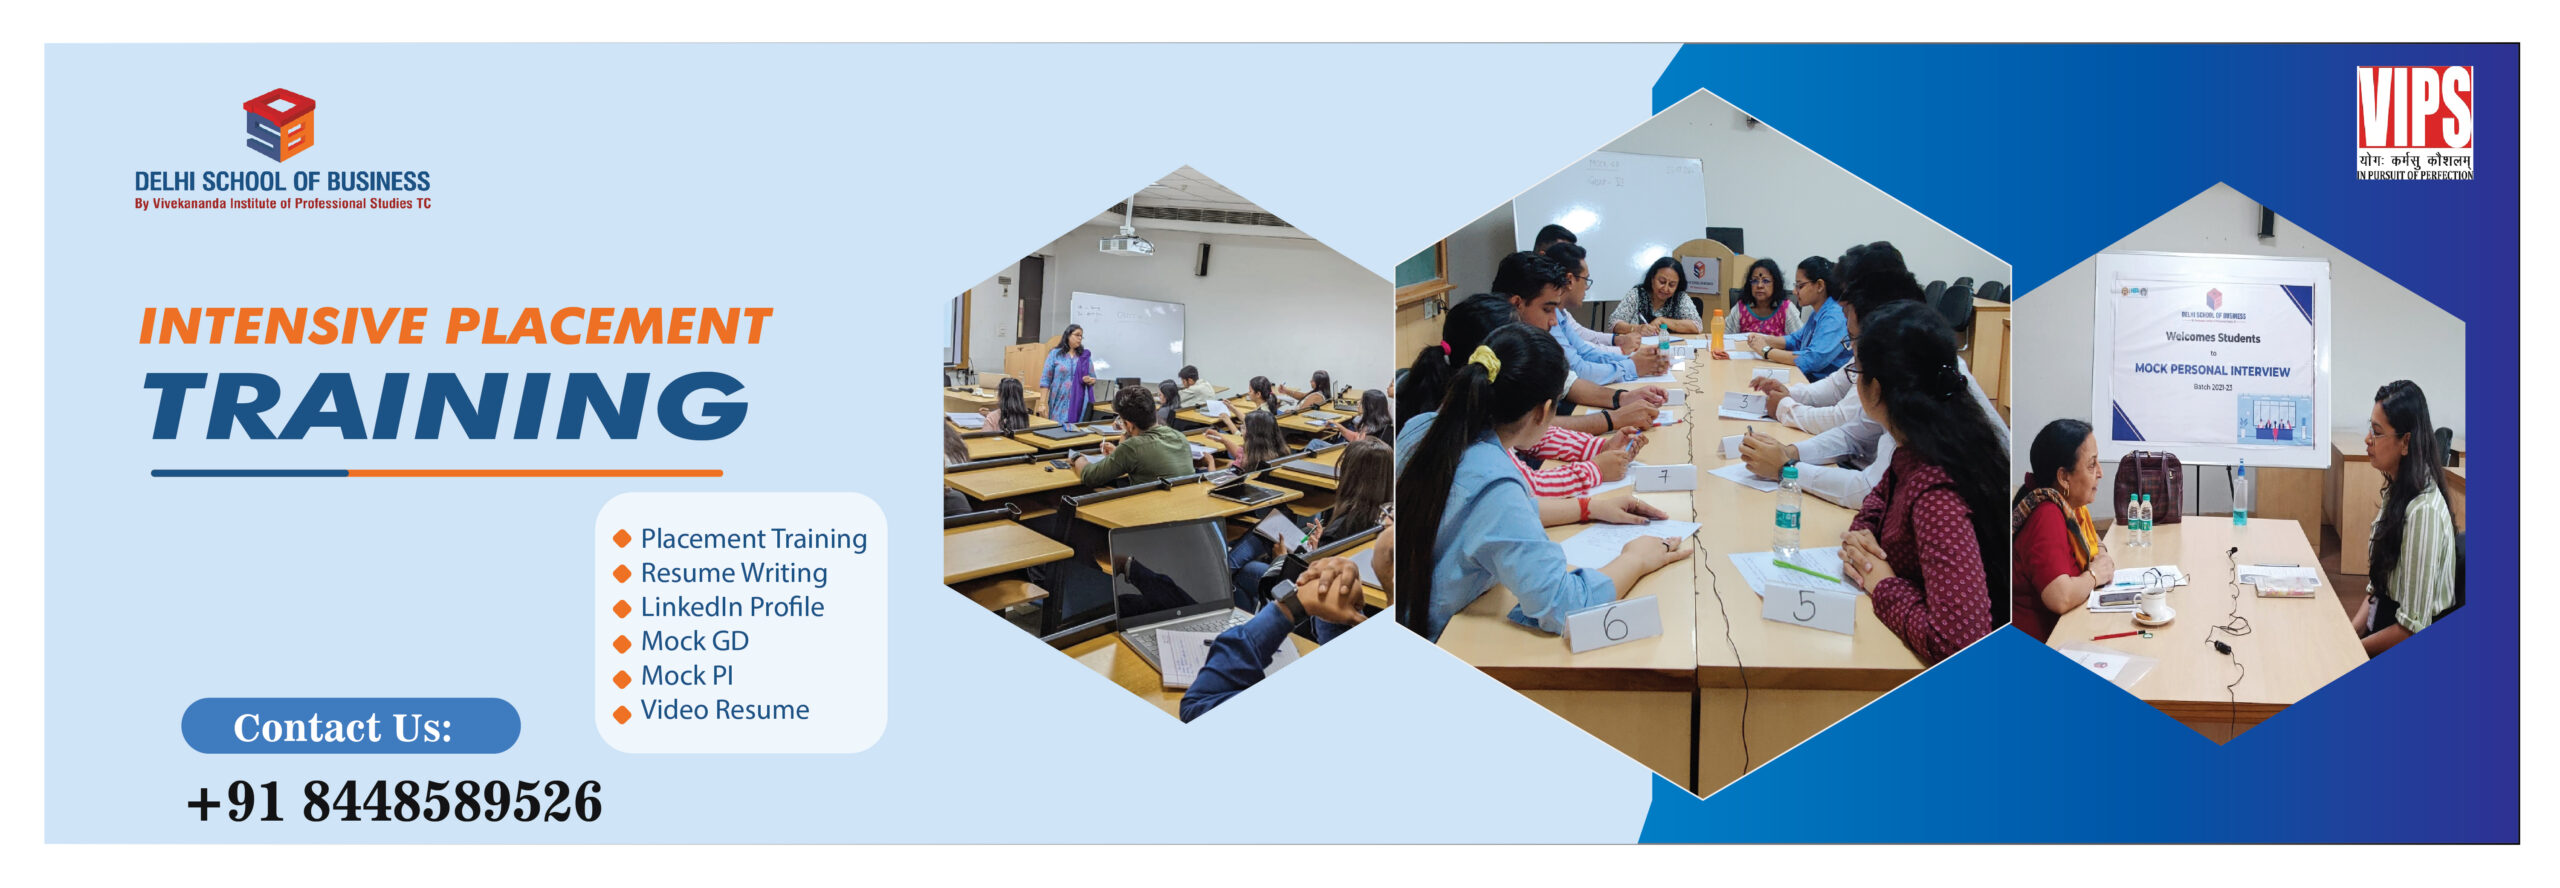 DSB
DELHI SCHOOL OF BUSINESS
By Vivekananda Institute of Professional Studies TC
INTENSIVE PLACEMENT
TRAINING
Placement Training
Resume Writing
LinkedIn Profile
Mock GD
Mock PI
Video Resume
Contact Us:
+91 8448589526
3
7
6
5
VIPS
योगः कर्मसु कौशलम्
IN PURSUIT OF PERFECTION
DELHI SCHOOL OF BUSINESS
Welcomes Students
to
MOCK PERSONAL INTERVIEW
Batch 2021-23